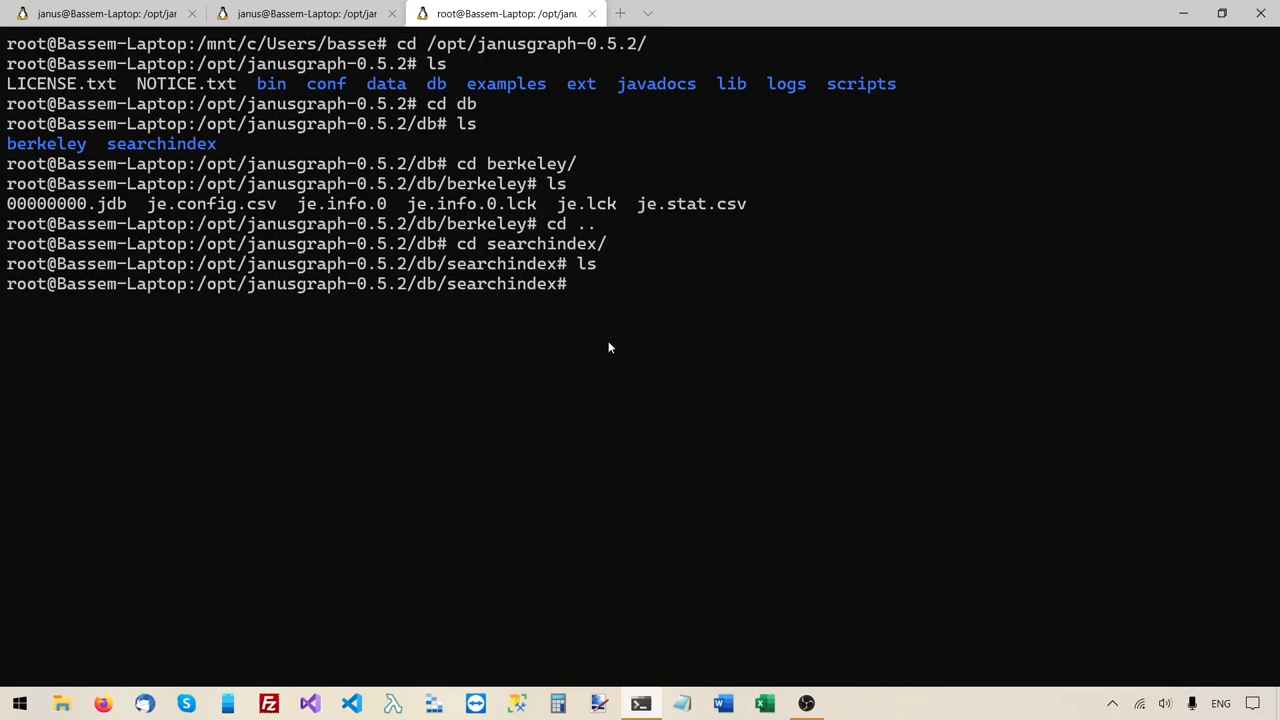 janus@Bassem-Laptop: /opt/jar
janus@Bassem-Laptop: /opt/jan
root@Bassem-Laptop: /opt/janu
root@Bassem-Laptop:/mnt/c/Users/basse# cd /opt/janusgraph-0.5.2/
root@Bassem-Laptop:/opt/janusgraph-0.5.2# ls
LICENSE.txt NOTICE.txt bin conf data db examples ext javadocs lib logs scripts
root@Bassem-Laptop:/opt/janusgraph-0.5.2# cd db
root@Bassem-Laptop:/opt/janusgraph-0.5.2/db# ls
berkeley searchindex
root@Bassem-Laptop:/opt/janusgraph-0.5.2/db# cd berkeley/
root@Bassem-Laptop:/opt/janusgraph-0.5.2/db/berkeley# ls
00000000.jdb je.config.csv je.info.0 je.info.0.lck je.lck je.stat.csv
root@Bassem-Laptop:/opt/janusgraph-0.5.2/db/berkeley# cd ..
root@Bassem-Laptop:/opt/janusgraph-0.5.2/db# cd searchindex/
root@Bassem-Laptop:/opt/janusgraph-0.5.2/db/searchindex# ls
root@Bassem-Laptop:/opt/janusgraph-0.5.2/db/searchindex#
ENG